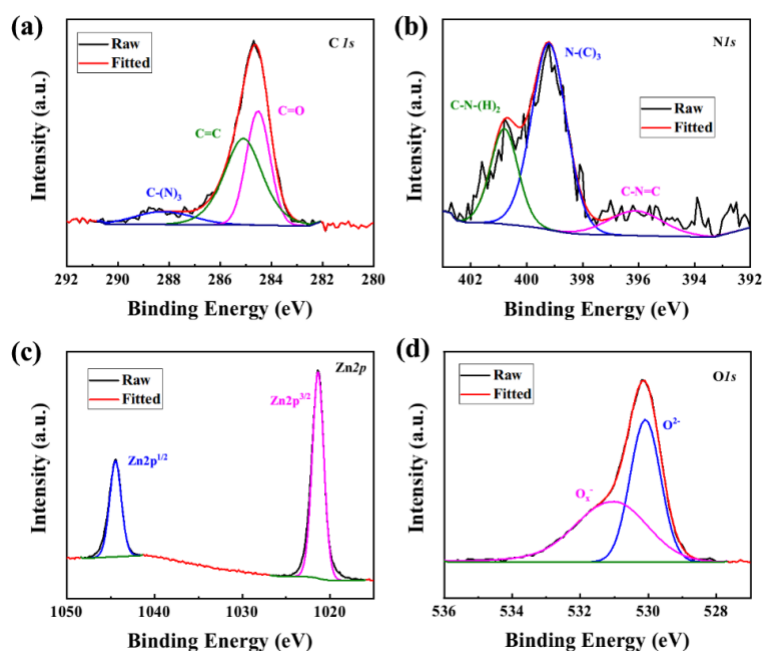 (a)
Raw
Fitted
C 1s
C=O
C=C
C-(N)₃
Intensity (a.u.)
292 290 288 286 284 282 280
Binding Energy (eV)
(b)
N-(C)₃
N1s
C-N-(H)₂
Raw
Fitted
C-N=C
Intensity (a.u.)
402 400 398 396 394 392
Binding Energy (eV)
(c)
Zn2p
Raw
Fitted
Zn2p³/²
Zn2p¹/²
Intensity (a.u.)
1050 1040 1030 1020
Binding Energy (eV)
(d)
O1s
Raw
Fitted
O²⁻
Oₓ⁻
Intensity (a.u.)
536 534 532 530 528
Binding Energy (eV)